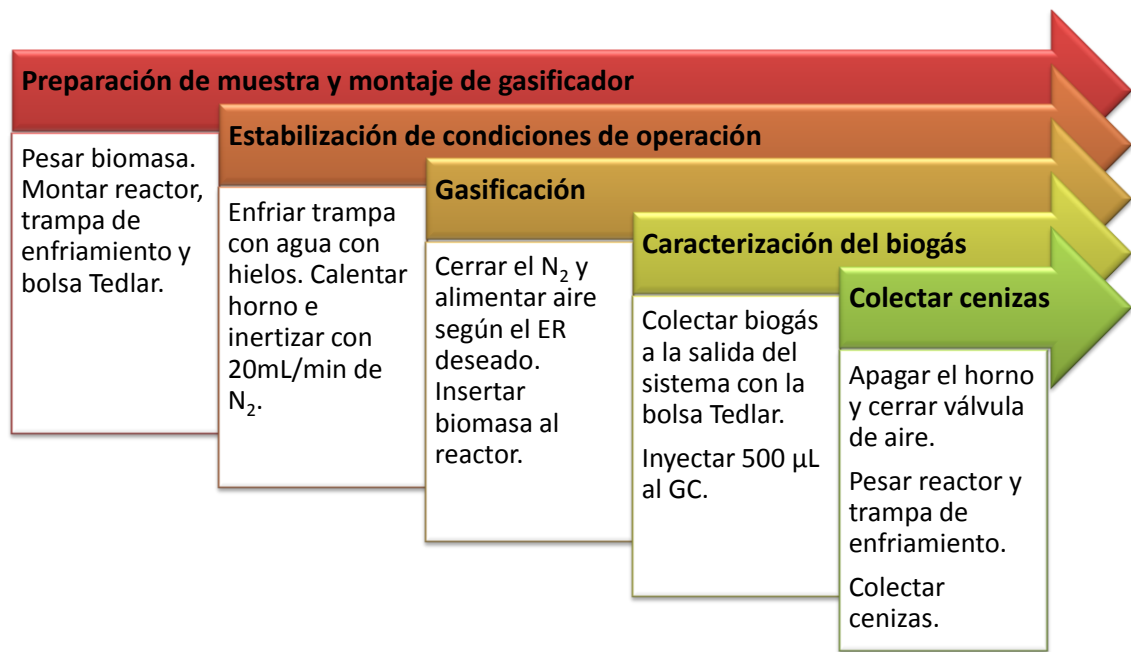 Preparación de muestra y montaje de gasificador
Pesar biomasa.
Montar reactor,
trampa de
enfriamiento y
bolsa Tedlar.
Estabilización de condiciones de operación
Enfriar trampa
con agua con
hielos. Calentar
horno e
inertizar con
20mL/min de
N₂.
Gasificación
Cerrar el N₂ y
alimentar aire
según el ER
deseado.
Insertar
biomasa al
reactor.
Caracterización del biogás
Colectar biogás
a la salida del
sistema con la
bolsa Tedlar.
Inyectar 500 µL
al GC.
Colectar cenizas
Apagar el horno
y cerrar válvula
de aire.
Pesar reactor y
trampa de
enfriamiento.
Colectar
cenizas.